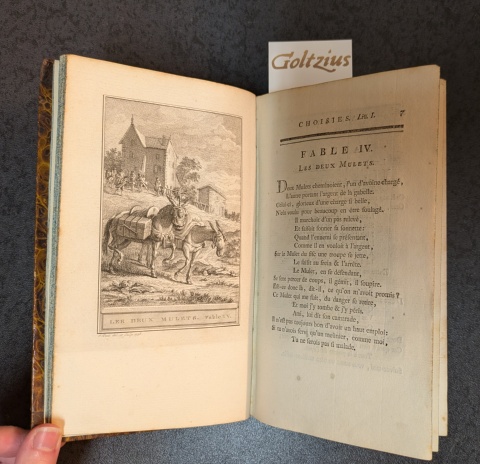 Goltzius
LES DEUX MULETS. Fable IV.
CHOISIES. Liv. I. 7
FABLE IV.
LES DEUX MULETS.
Deux Mulets cheminoient, l'un d'avoine chargé,
L'autre portant l'argent de la gabelle.
Celui-ci, glorieux d'une charge si belle,
N'eût voulu pour beaucoup en être soulagé.
Il marchoit d'un pas relevé,
Et faisoit sonner sa sonnette:
Quand l'ennemi se présentant,
Comme il en vouloit à l'argent,
Sur le Mulet du fisc une troupe se jette,
Le saisit au frein & l'arrête.
Le Mulet, en se défendant,
Se sent percer de coups, il gémit, il soupire.
Est-ce donc là, dit-il, ce qu'on m'avoit promis?
Ce Mulet qui me suit, du danger se retire,
Et moi j'y tombe & j'y péris.
Ami, lui dit son camarade,
Il n'est pas toujours bon d'avoir un haut emploi:
Si tu n'avois servi qu'un meûnier, comme moi,
Tu ne serois pas si malade.